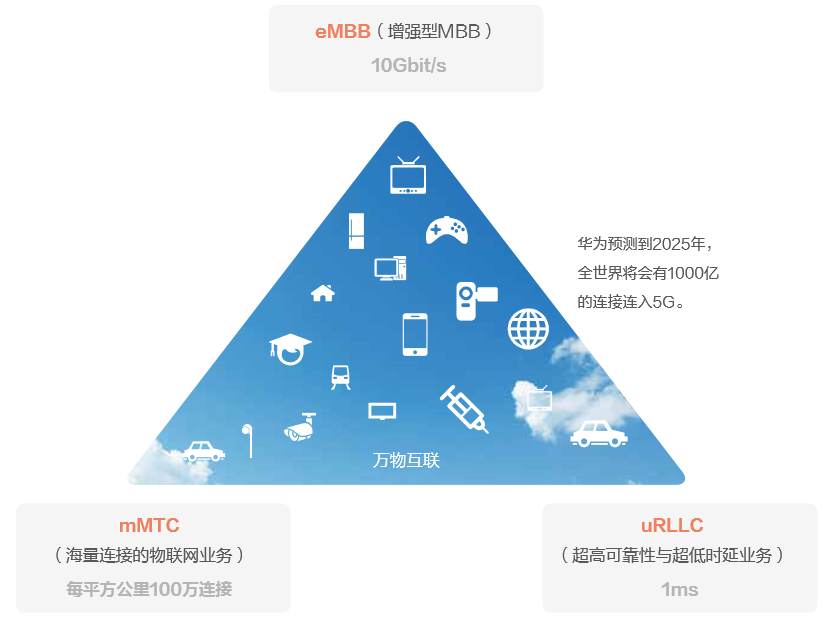 eMBB（增强型MBB）
10Gbit/s
华为预测到2025年，
全世界将会有1000亿
的连接连入5G。
万物互联
mMTC
（海量连接的物联网业务）
每平方公里100万连接
uRLLC
（超高可靠性与超低时延业务）
1ms